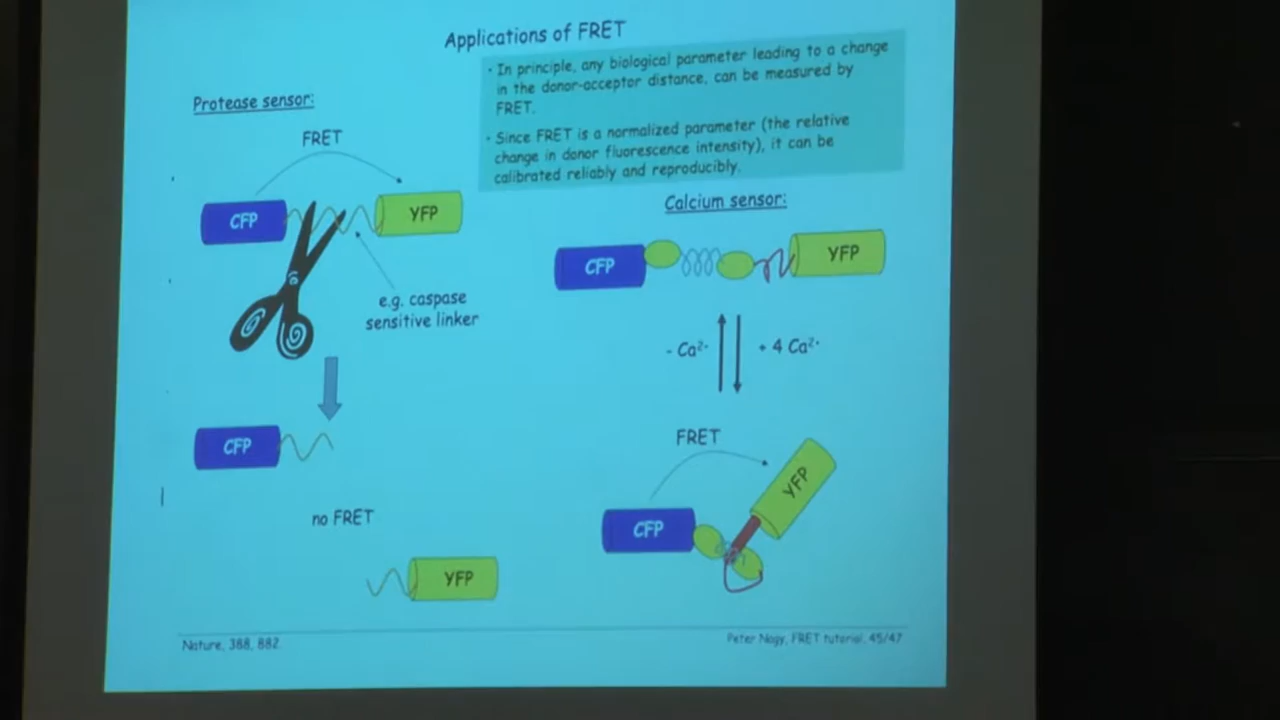 Applications of FRET
• In principle, any biological parameter leading to a change
in the donor-acceptor distance, can be measured by
FRET.
• Since FRET is a normalized parameter (the relative
change in donor fluorescence intensity), it can be
calibrated reliably and reproducibly.
Protease sensor:
FRET
CFP
YFP
e.g. caspase
sensitive linker
CFP
no FRET
YFP
Calcium sensor:
CFP
YFP
- Ca²⁺
+ 4 Ca²⁺
FRET
YFP
CFP
Nature, 388, 882
Peter Nagy, FRET tutorial, 45/47